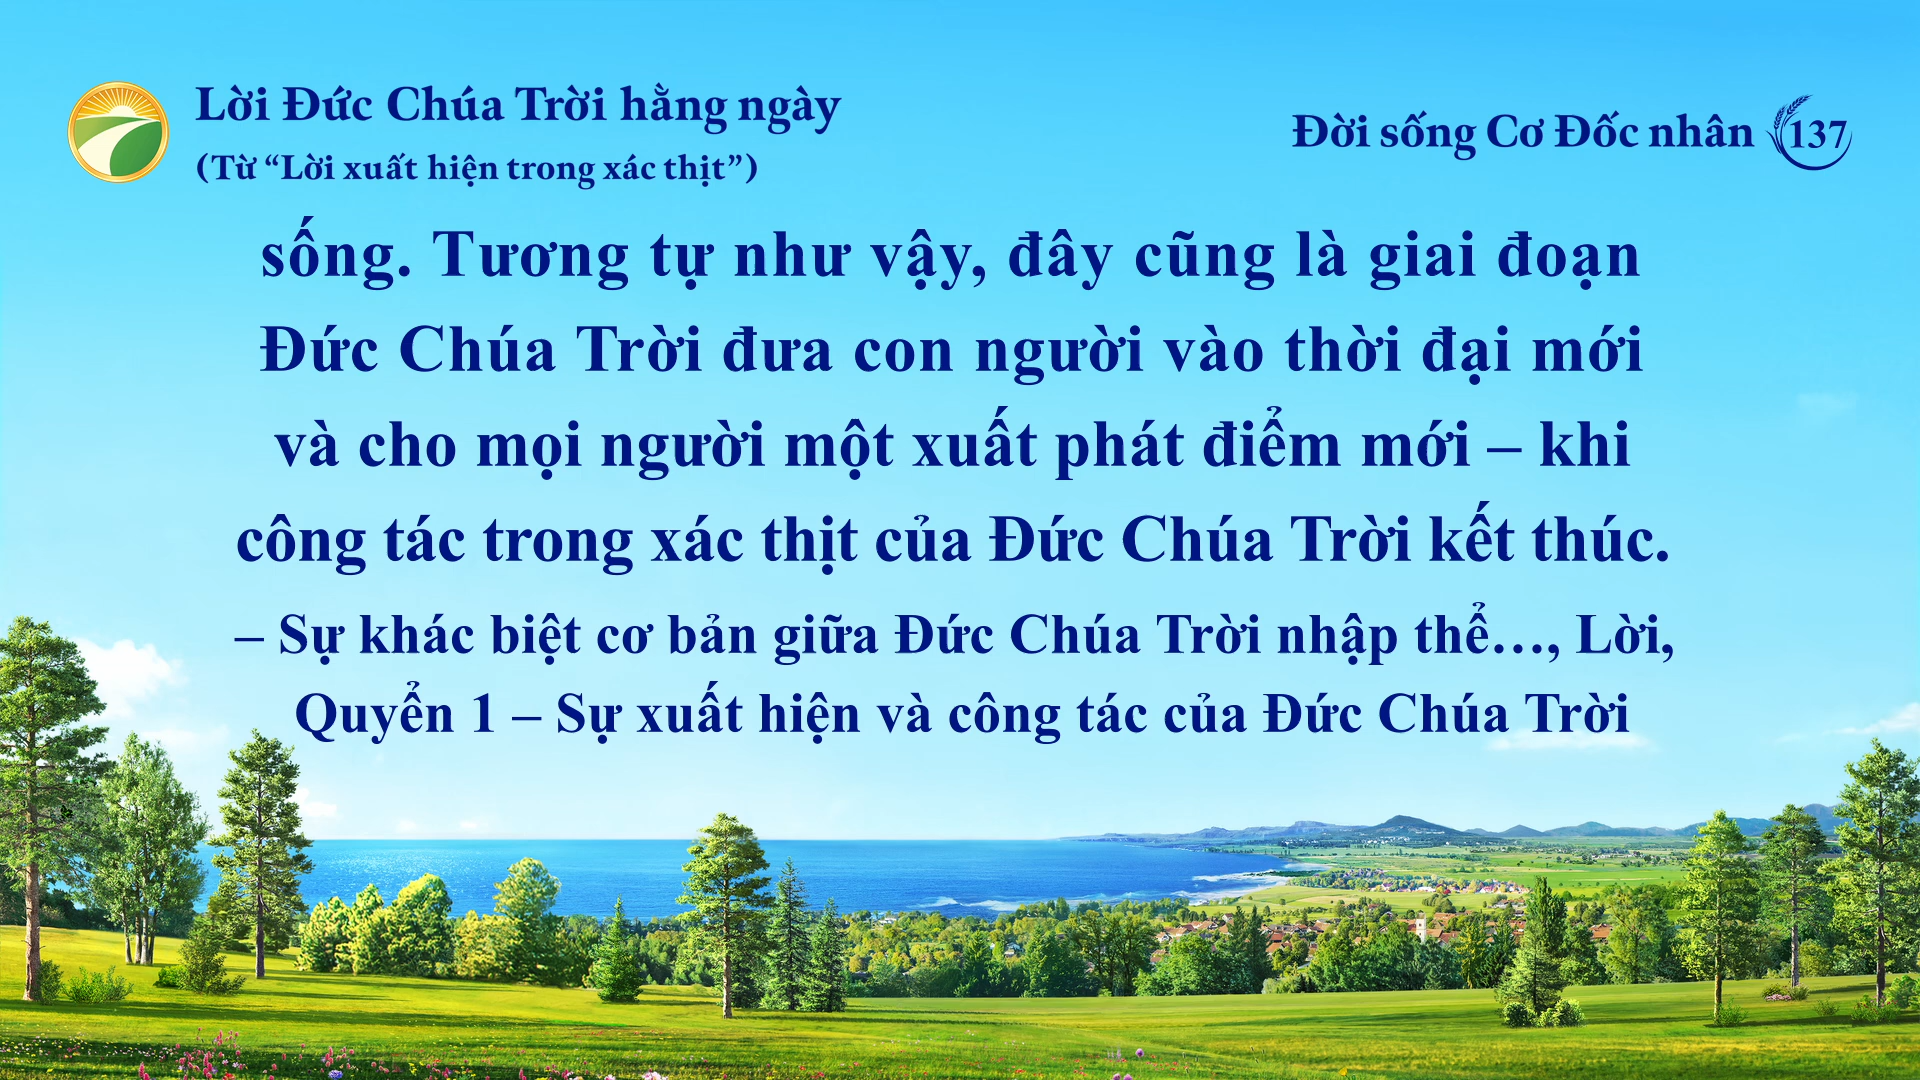 Lời Đức Chúa Trời hằng ngày
(Từ “Lời xuất hiện trong xác thịt”)
Đời sống Cơ Đốc nhân 137
sống. Tương tự như vậy, đây cũng là giai đoạn
Đức Chúa Trời đưa con người vào thời đại mới
và cho mọi người một xuất phát điểm mới – khi
công tác trong xác thịt của Đức Chúa Trời kết thúc.
– Sự khác biệt cơ bản giữa Đức Chúa Trời nhập thể…, Lời,
Quyển 1 – Sự xuất hiện và công tác của Đức Chúa Trời